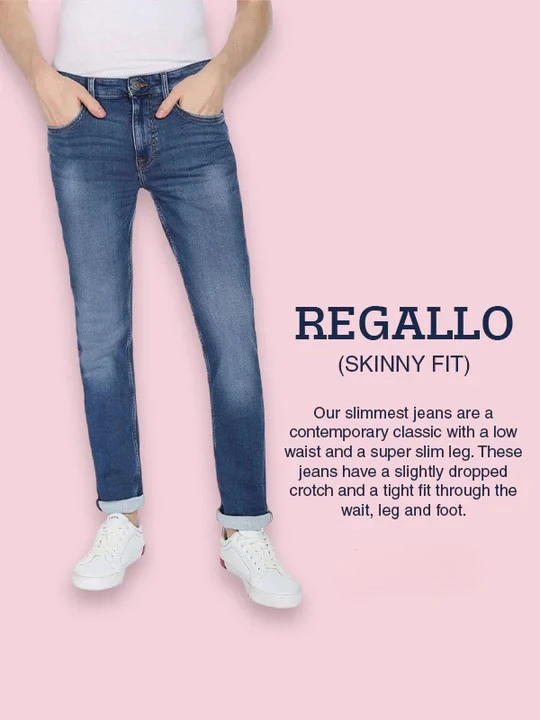 REGALLO
(SKINNY FIT)
Our slimmest jeans are a
contemporary classic with a low
waist and a super slim leg. These
jeans have a slightly dropped
crotch and a tight fit through the
wait, leg and foot.